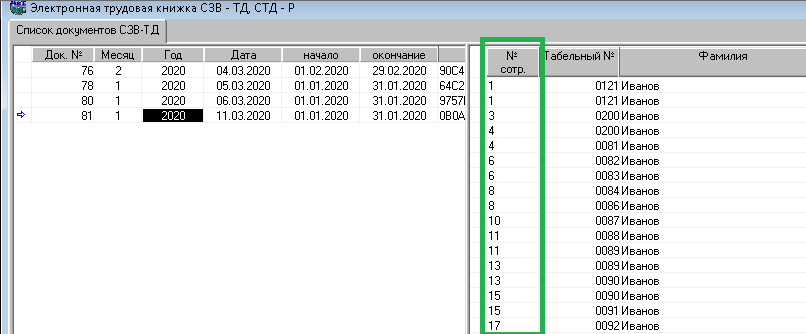 Электронная трудовая книжка СЗВ - ТД, СТД - Р
Список документов СЗВ-ТД
Док. № Месяц Год Дата начало окончание
76 2 2020 04.03.2020 01.02.2020 29.02.2020 90C4
78 1 2020 05.03.2020 01.01.2020 31.01.2020 64C2
80 1 2020 06.03.2020 01.01.2020 31.01.2020 9757
81 1 2020 11.03.2020 01.01.2020 31.01.2020 0B0A
№ сотр. Табельный № Фамилия
1 0121 Иванов
1 0121 Иванов
3 0200 Иванов
4 0200 Иванов
4 0081 Иванов
6 0082 Иванов
6 0083 Иванов
8 0084 Иванов
8 0086 Иванов
10 0087 Иванов
11 0088 Иванов
11 0089 Иванов
13 0089 Иванов
13 0090 Иванов
15 0090 Иванов
15 0091 Иванов
17 0092 Иванов